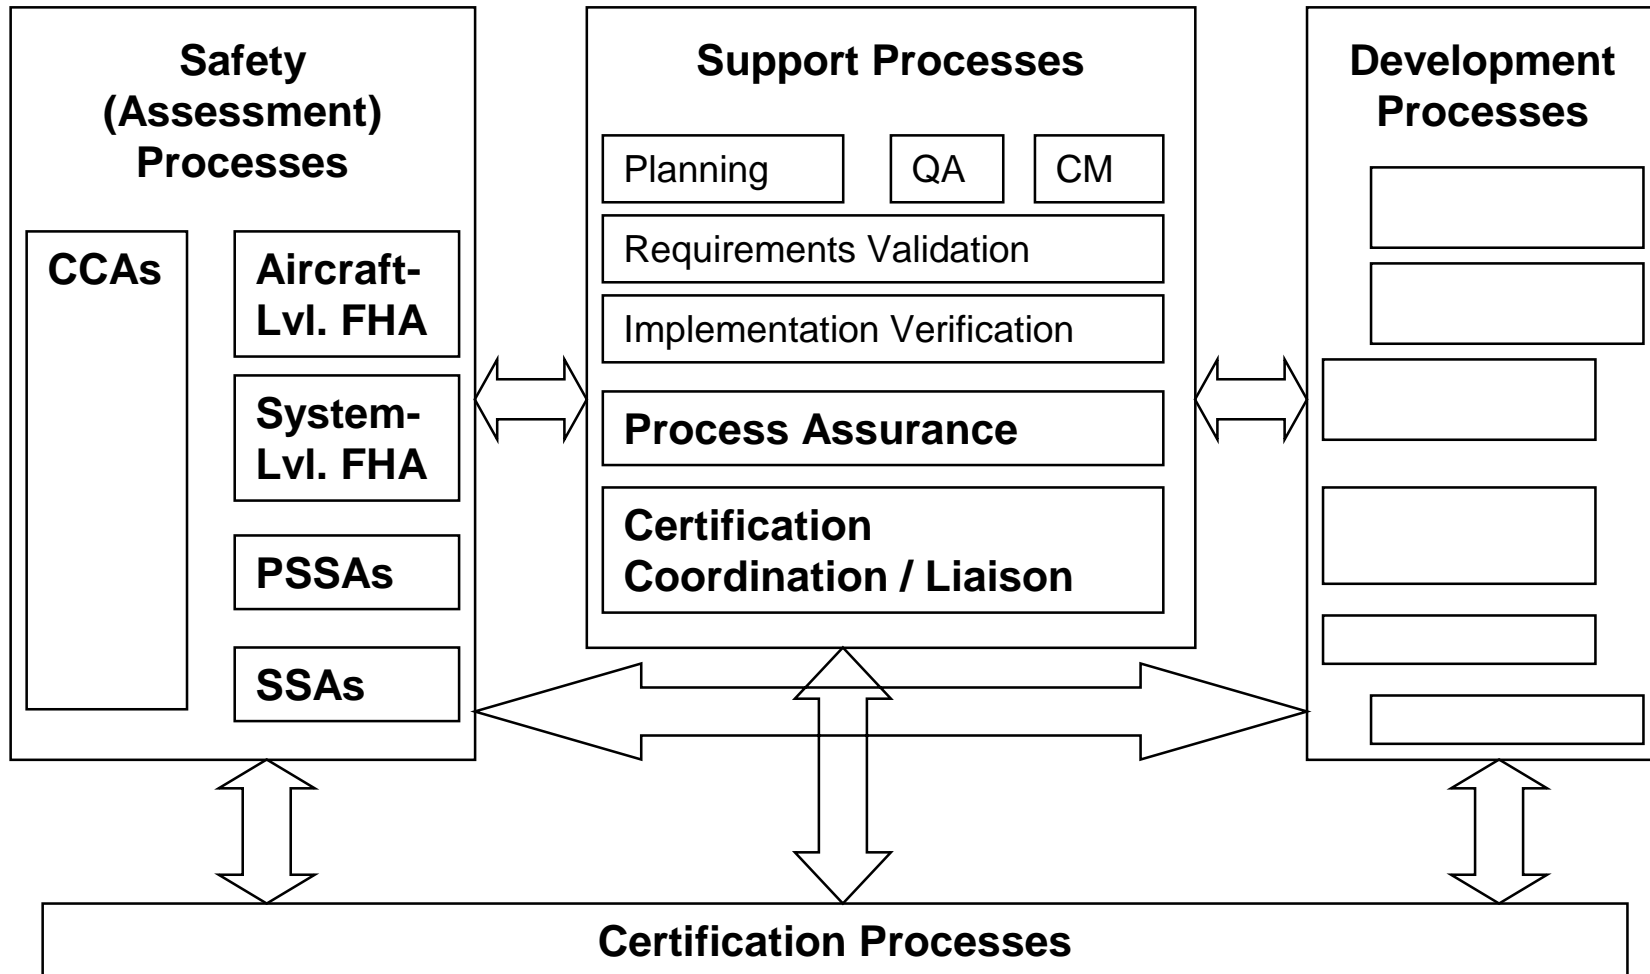 Safety
(Assessment)
Processes
CCAs
Aircraft-
Lvl. FHA
System-
Lvl. FHA
PSSAs
SSAs
Support Processes
Planning
QA
CM
Requirements Validation
Implementation Verification
Process Assurance
Certification
Coordination / Liaison
Development
Processes
Certification Processes